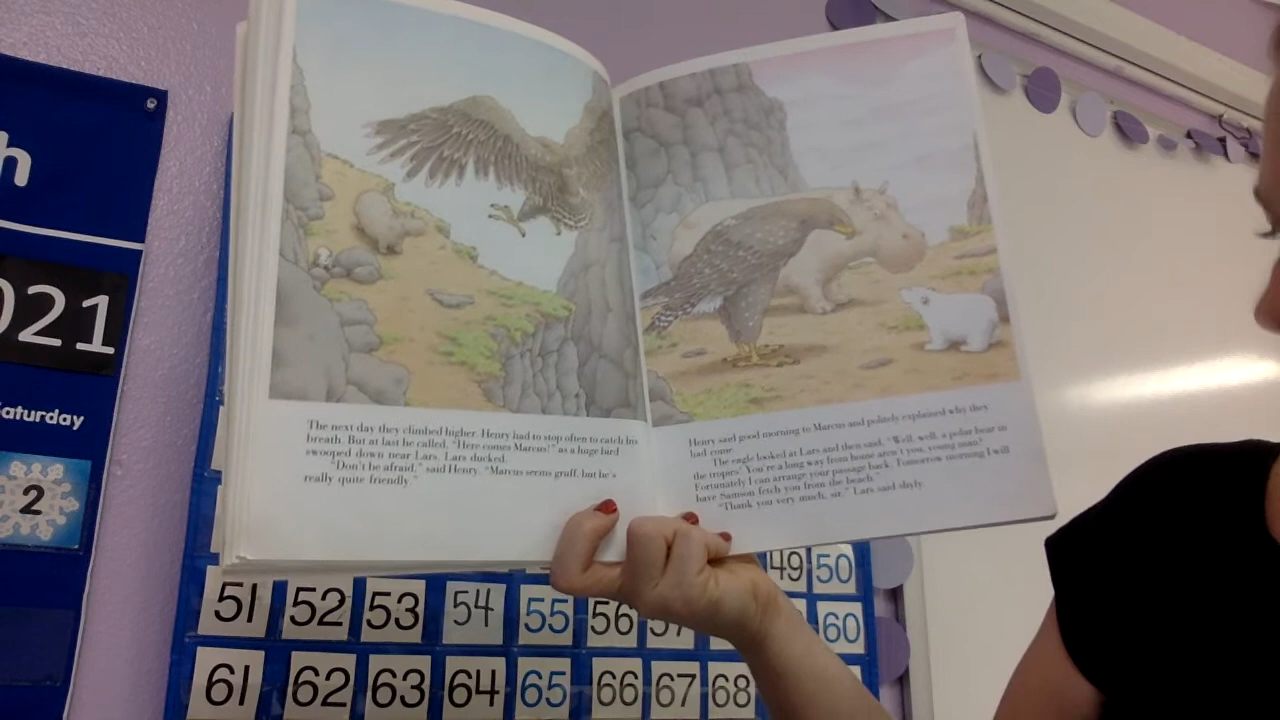 h
021
Saturday
2
The next day they climbed higher. Henry had to stop often to catch his
breath. But at last he called, "Here comes Marcus!" as a huge bird
swooped down near Lars. Lars ducked.
"Don't be afraid," said Henry. "Marcus seems gruff, but he's
really quite friendly."
Henry said good morning to Marcus and politely explained why they
had come.
The eagle looked at Lars and then said, "Well, well, a polar bear in
the tropics! You're a long way from home aren't you, young man?
Fortunately I can arrange your passage back. Tomorrow morning I will
have Samson fetch you from the beach."
"Thank you very much, sir," Lars said shyly.
49 50
51 52 53 54 55 56 57 60
61 62 63 64 65 66 67 68